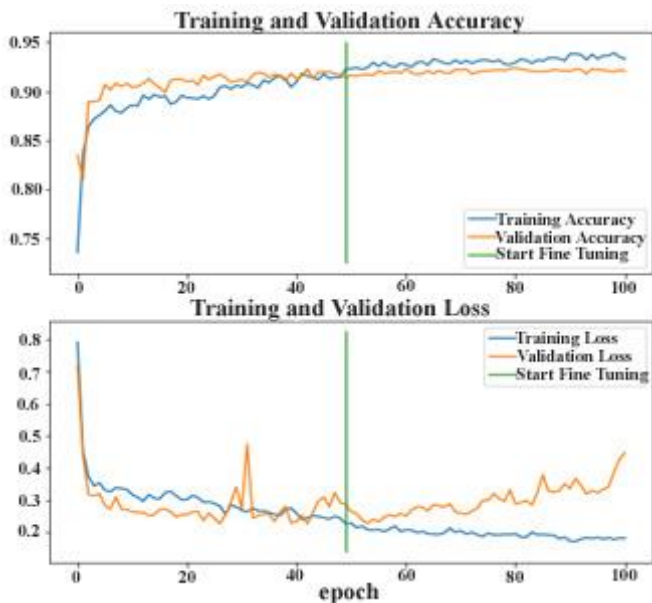 Training and Validation Accuracy
0.95
0.90
0.85
0.80
0.75
Training Accuracy
Validation Accuracy
Start Fine Tuning
0 20 40 60 80 100
Training and Validation Loss
0.8
0.7
0.6
0.5
0.4
0.3
0.2
Training Loss
Validation Loss
Start Fine Tuning
0 20 40 60 80 100
epoch